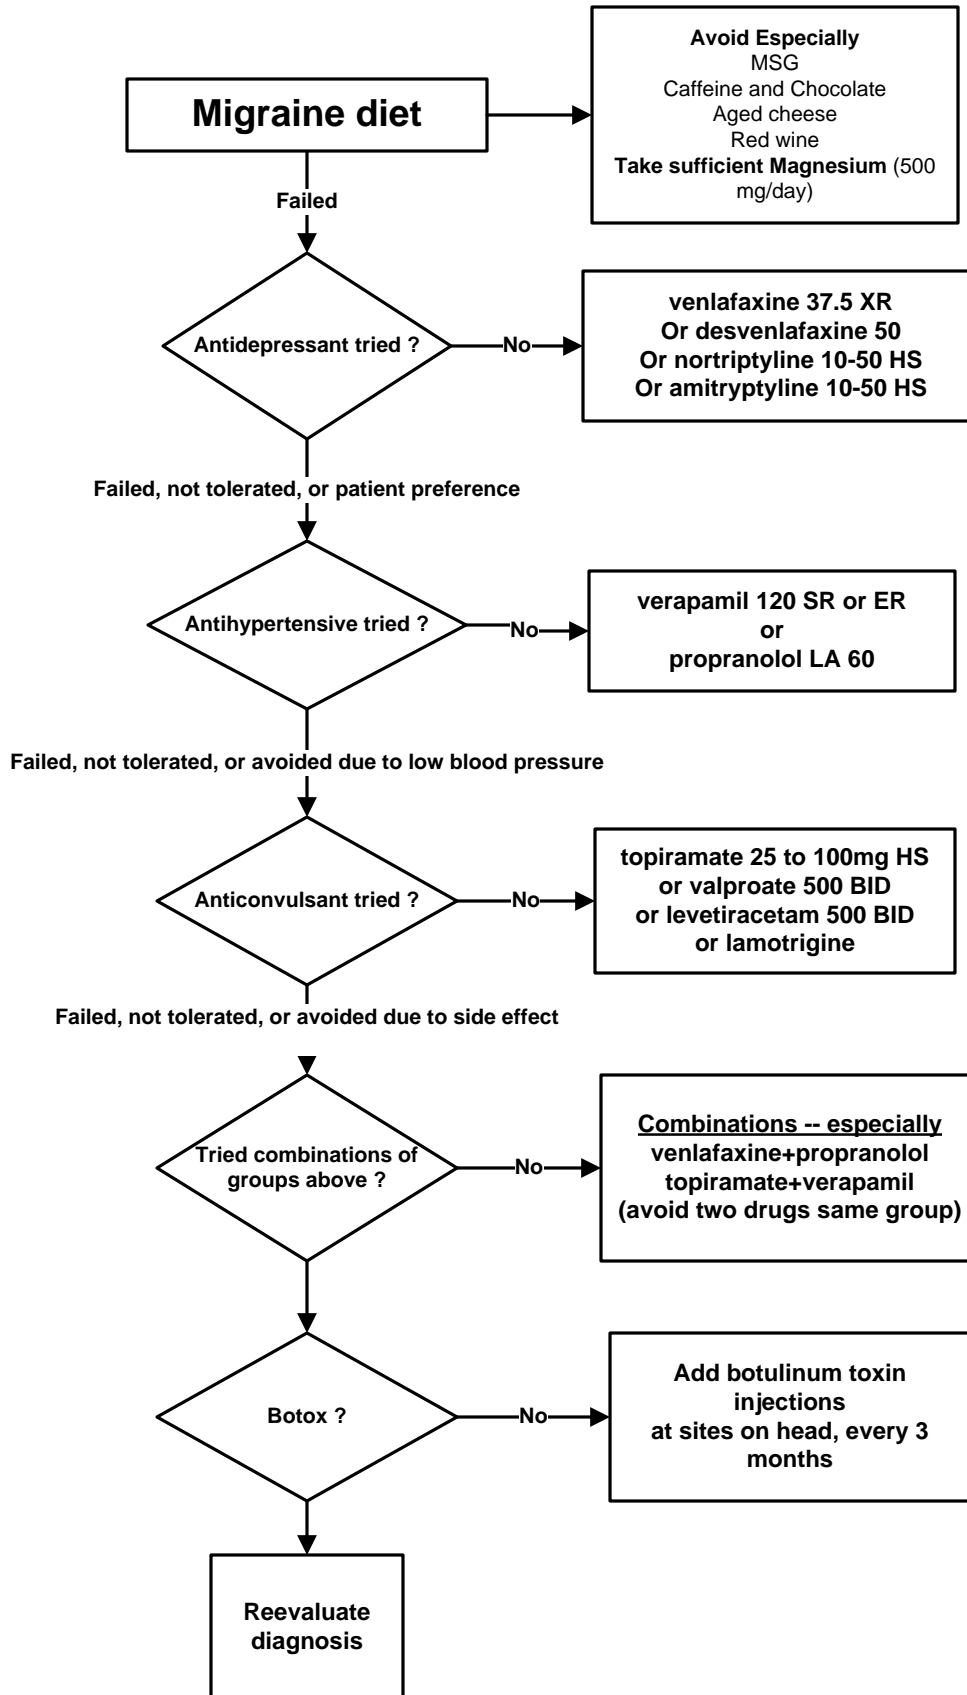 Migraine diet
Avoid Especially
MSG
Caffeine and Chocolate
Aged cheese
Red wine
Take sufficient Magnesium (500
mg/day)
Failed
Antidepressant tried ?
No
venlafaxine 37.5 XR
Or desvenlafaxine 50
Or nortriptyline 10-50 HS
Or amitryptyline 10-50 HS
Failed, not tolerated, or patient preference
Antihypertensive tried ?
No
verapamil 120 SR or ER
or
propranolol LA 60
Failed, not tolerated, or avoided due to low blood pressure
Anticonvulsant tried ?
No
topiramate 25 to 100mg HS
or valproate 500 BID
or levetiracetam 500 BID
or lamotrigine
Failed, not tolerated, or avoided due to side effect
Tried combinations of
groups above ?
No
Combinations -- especially
venlafaxine+propranolol
topiramate+verapamil
(avoid two drugs same group)
Botox ?
No
Add botulinum toxin
injections
at sites on head, every 3
months
Reevaluate
diagnosis